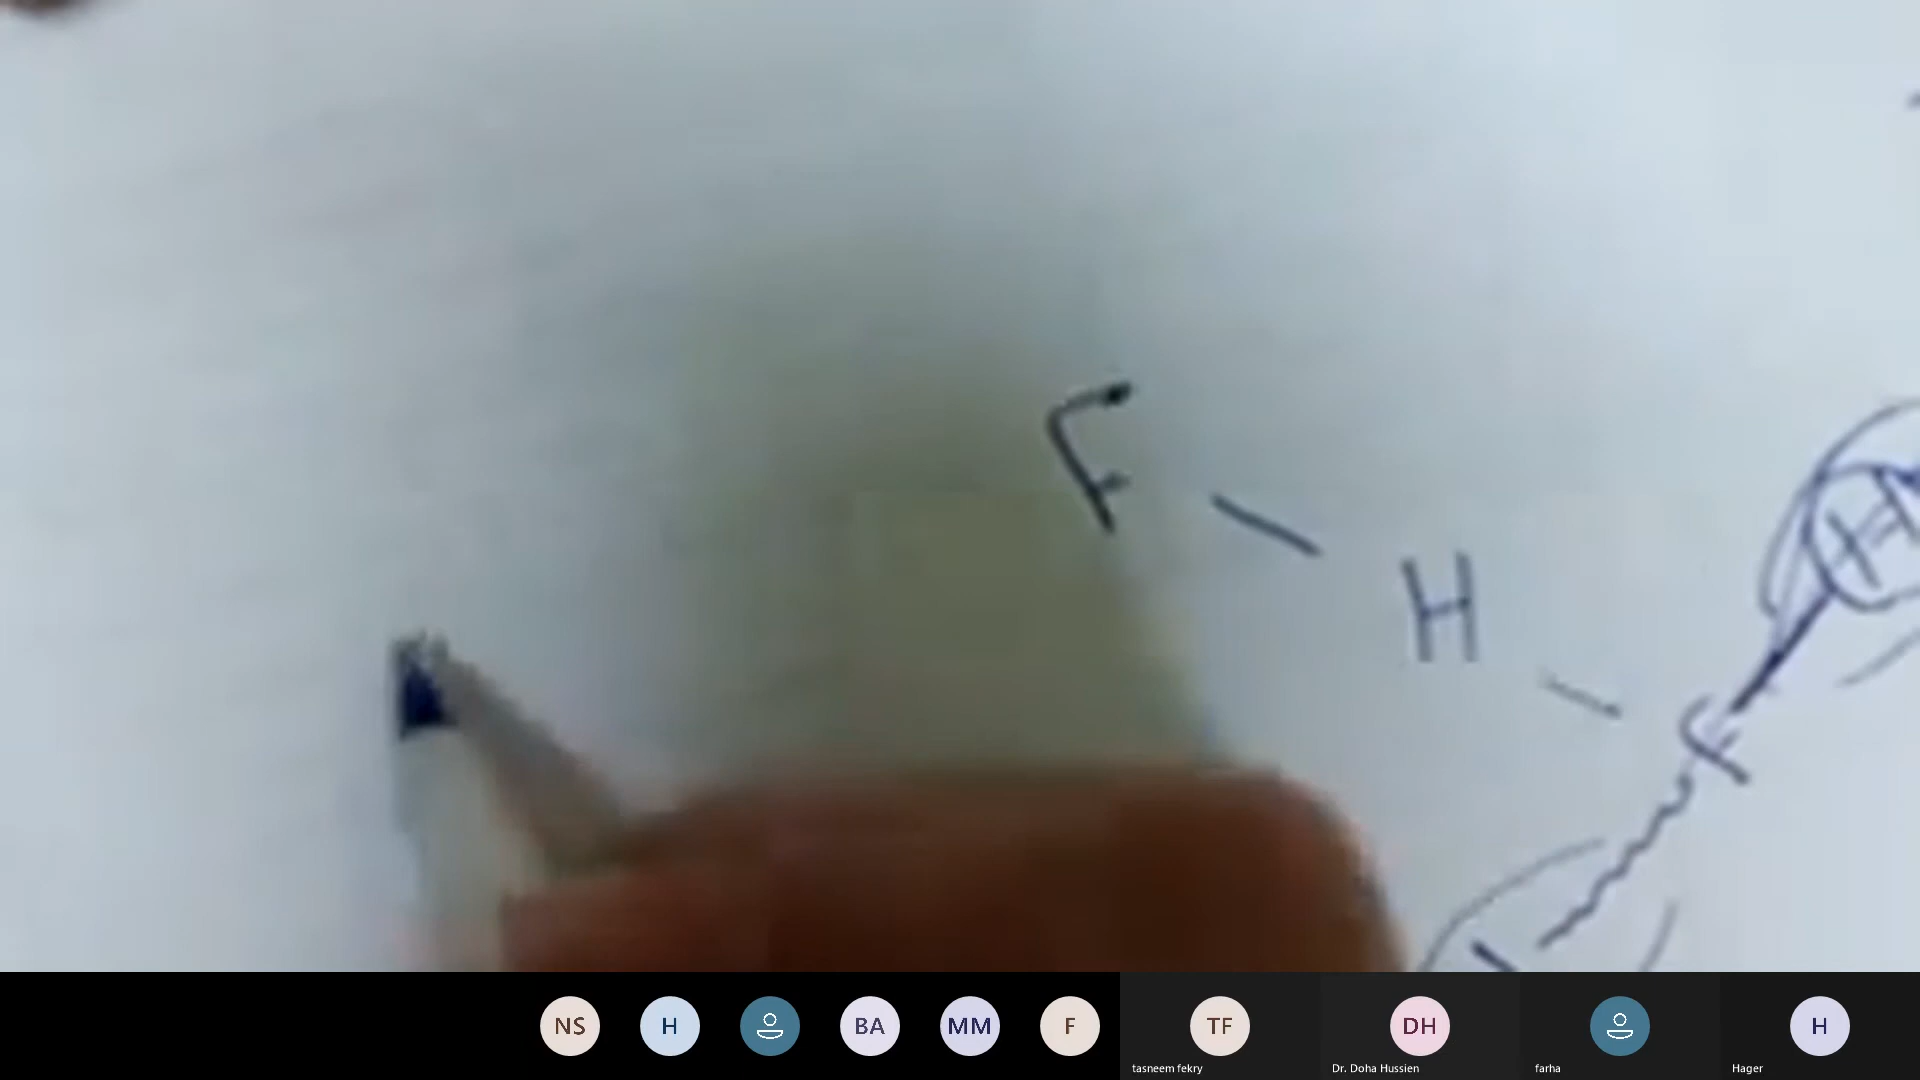 F
H
F
H
NS H BA MM F TF DH H
tasneem fekry Dr. Doha Hussien farha Hager